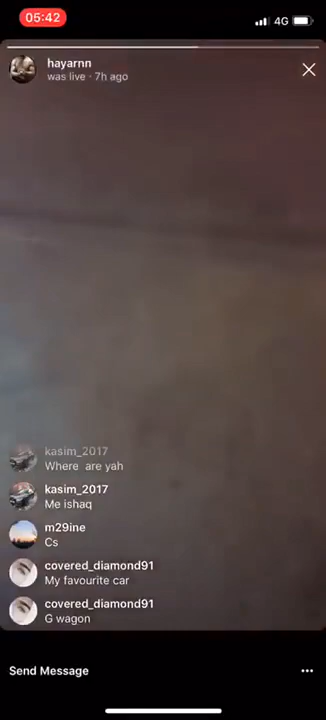 05:42
4G
hayarnn
was live · 7h ago
kasim_2017
Where are yah
kasim_2017
Me ishaq
m29ine
Cs
covered_diamond91
My favourite car
covered_diamond91
G wagon
Send Message